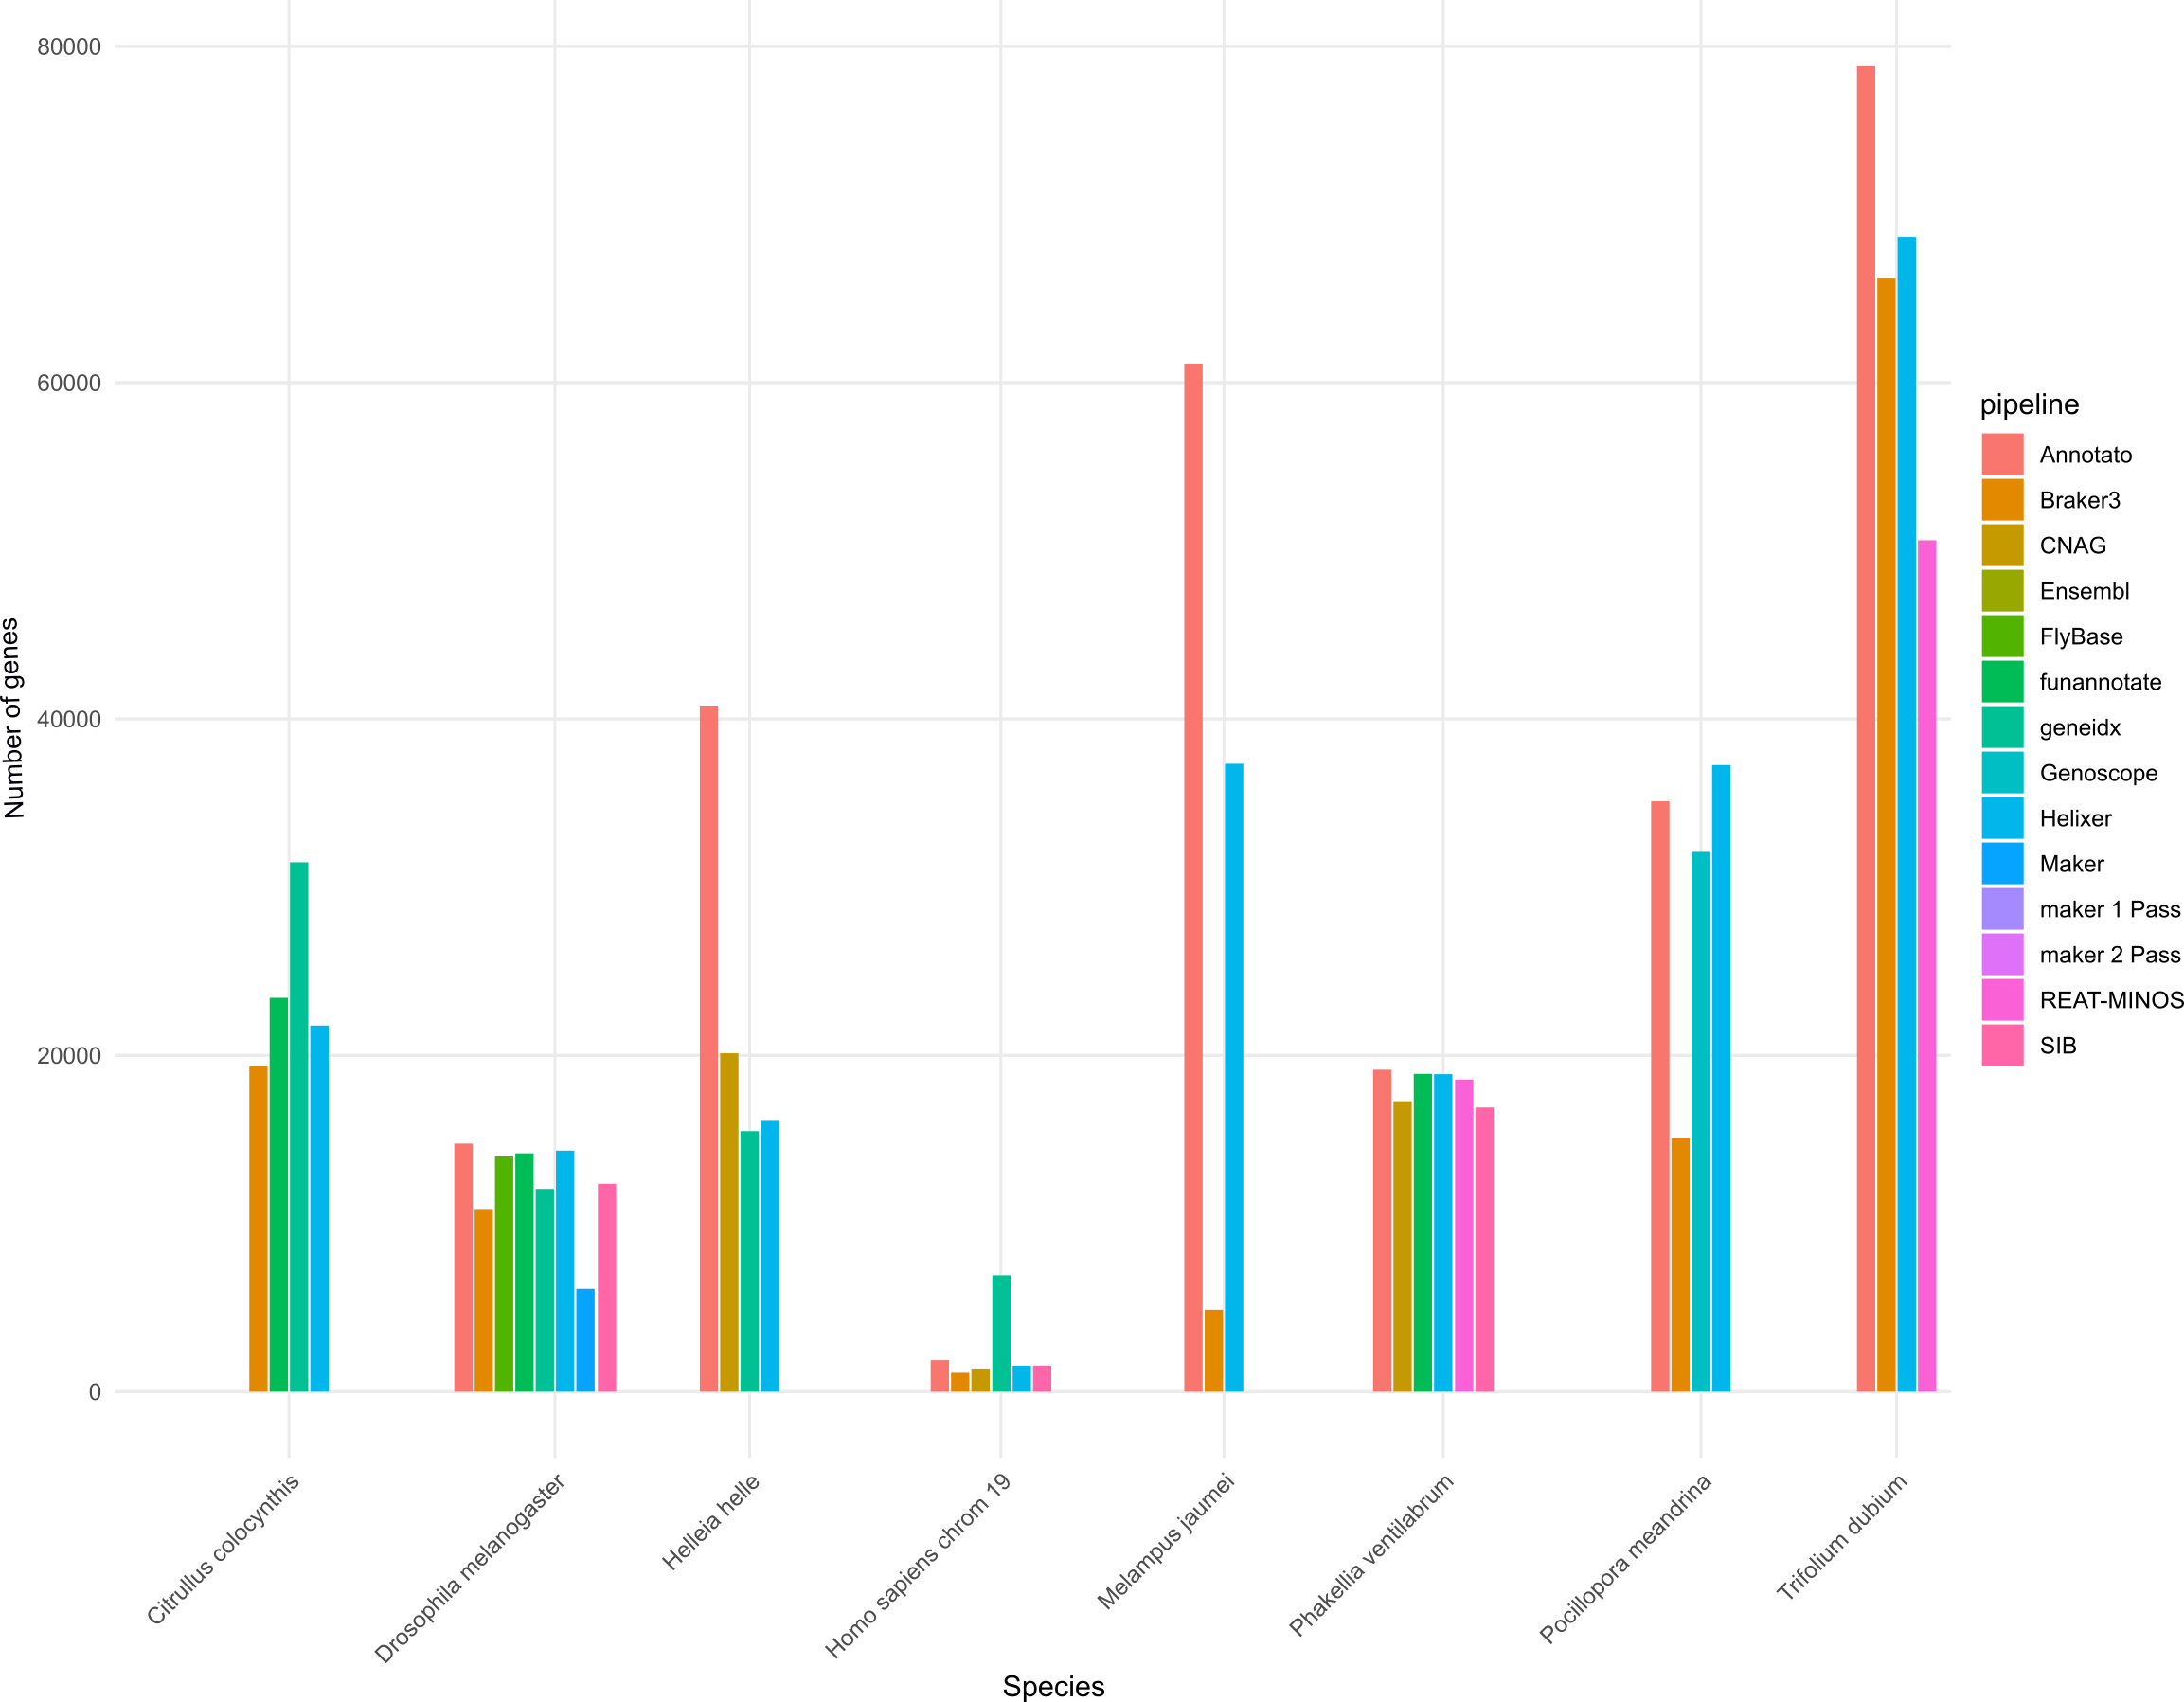 80000
60000
40000
20000
0
Number of genes
Citrullus colocynthis
Drosophila melanogaster
Helleia helle
Homo sapiens chrom 19
Melampus jaumei
Phakellia ventilabrum
Pocillopora meandrina
Trifolium dubium
Species
pipeline
Annotato
Braker3
CNAG
Ensembl
FlyBase
funannotate
geneidx
Genoscope
Helixer
Maker
maker 1 Pass
maker 2 Pass
REAT-MINOS
SIB